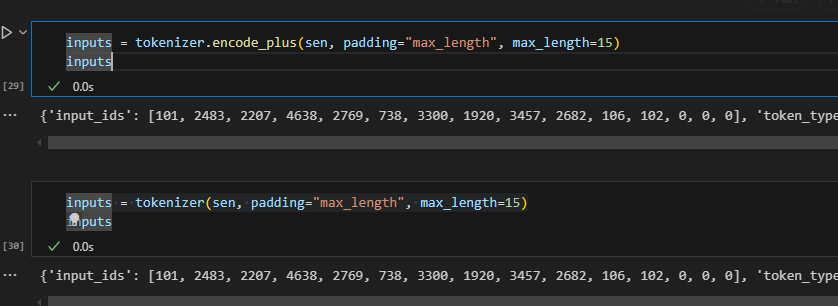 inputs = tokenizer.encode_plus(sen, padding="max_length", max_length=15)
inputs
[29]
0.0s
{'input_ids': [101, 2483, 2207, 4638, 2769, 738, 3300, 1920, 3457, 2682, 106, 102, 0, 0, 0], 'token_type
inputs = tokenizer(sen, padding="max_length", max_length=15)
inputs
[30]
0.0s
{'input_ids': [101, 2483, 2207, 4638, 2769, 738, 3300, 1920, 3457, 2682, 106, 102, 0, 0, 0], 'token_type